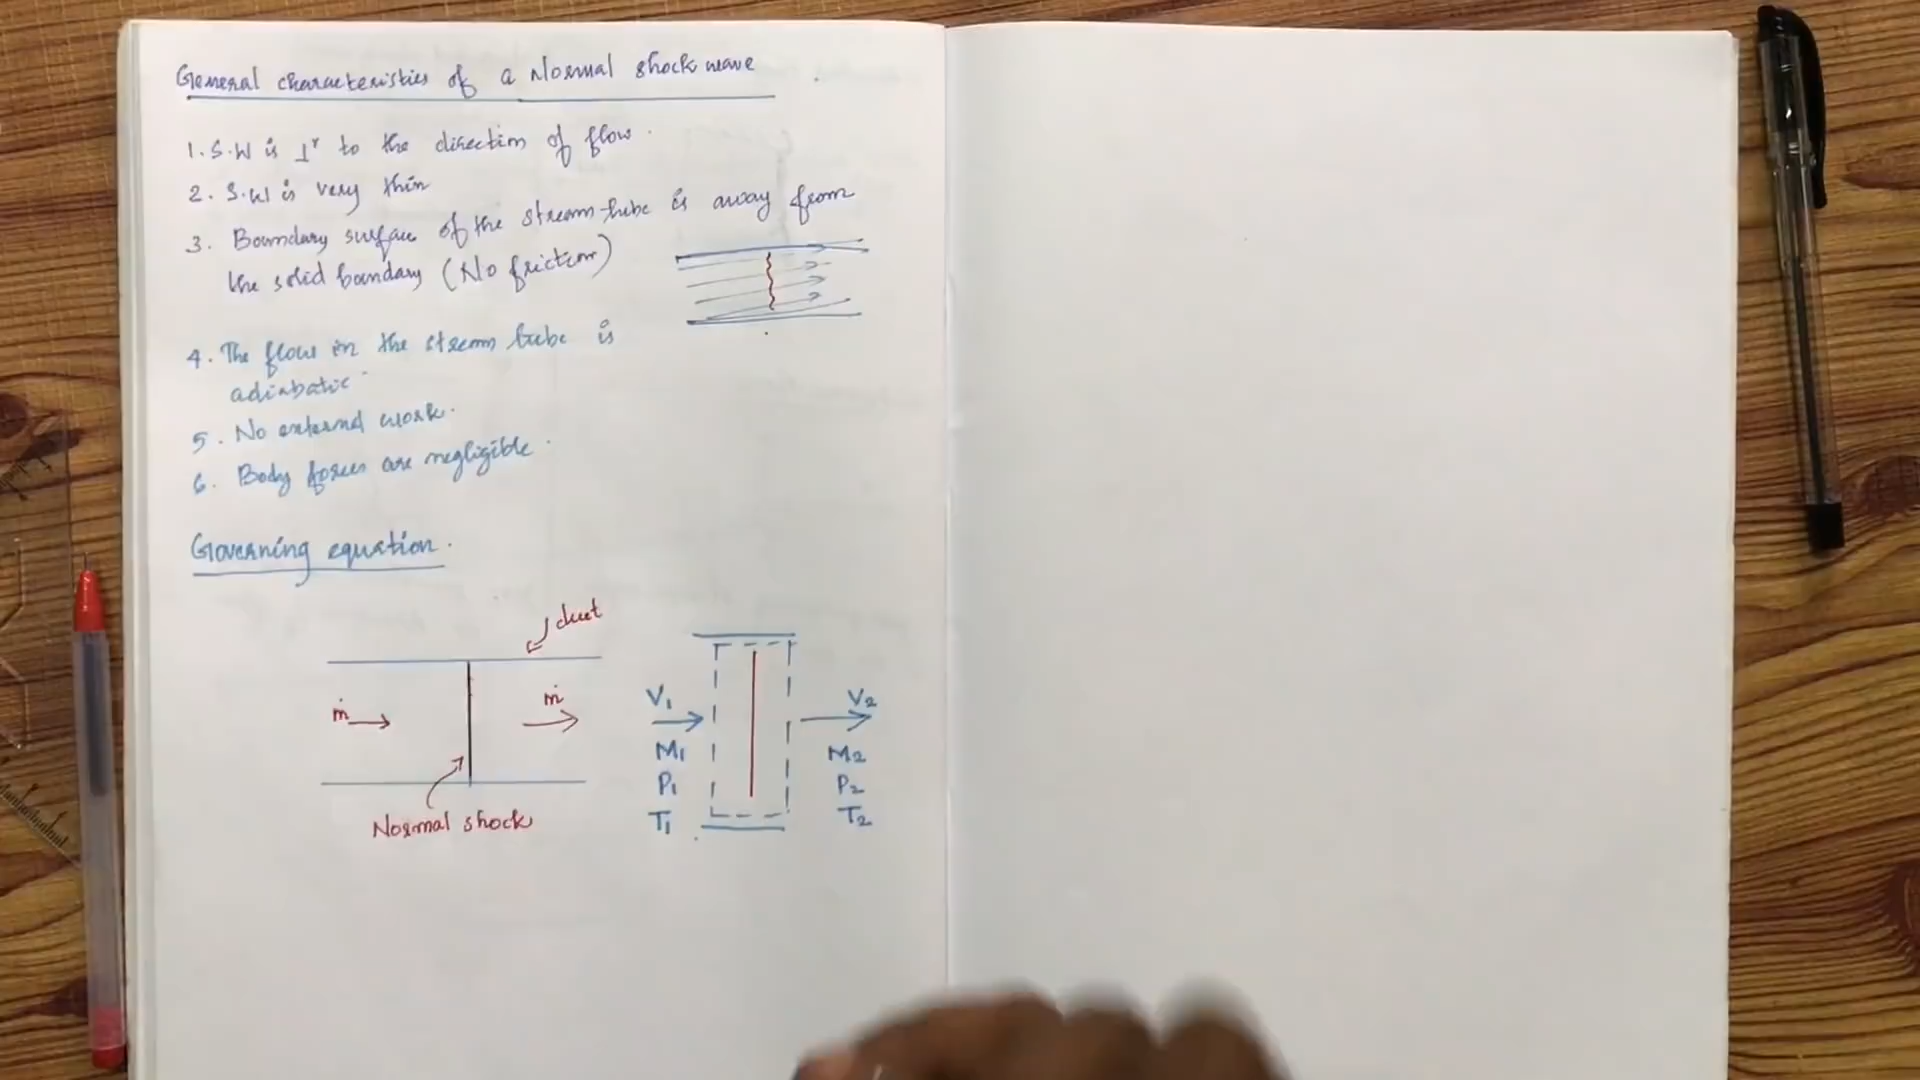 General characteristics of a Normal shock wave
1. S.W is ⊥r to the direction of flow.
2. S.W is very thin
3. Boundary surface of the stream-tube is away from
the solid boundary (No friction)
4. The flow in the stream tube is
adiabatic
5. No external work.
6. Body forces are negligible.
Governing equation.
duct
ṁ
ṁ
Normal shock
V1
M1
P1
T1
V2
M2
P2
T2